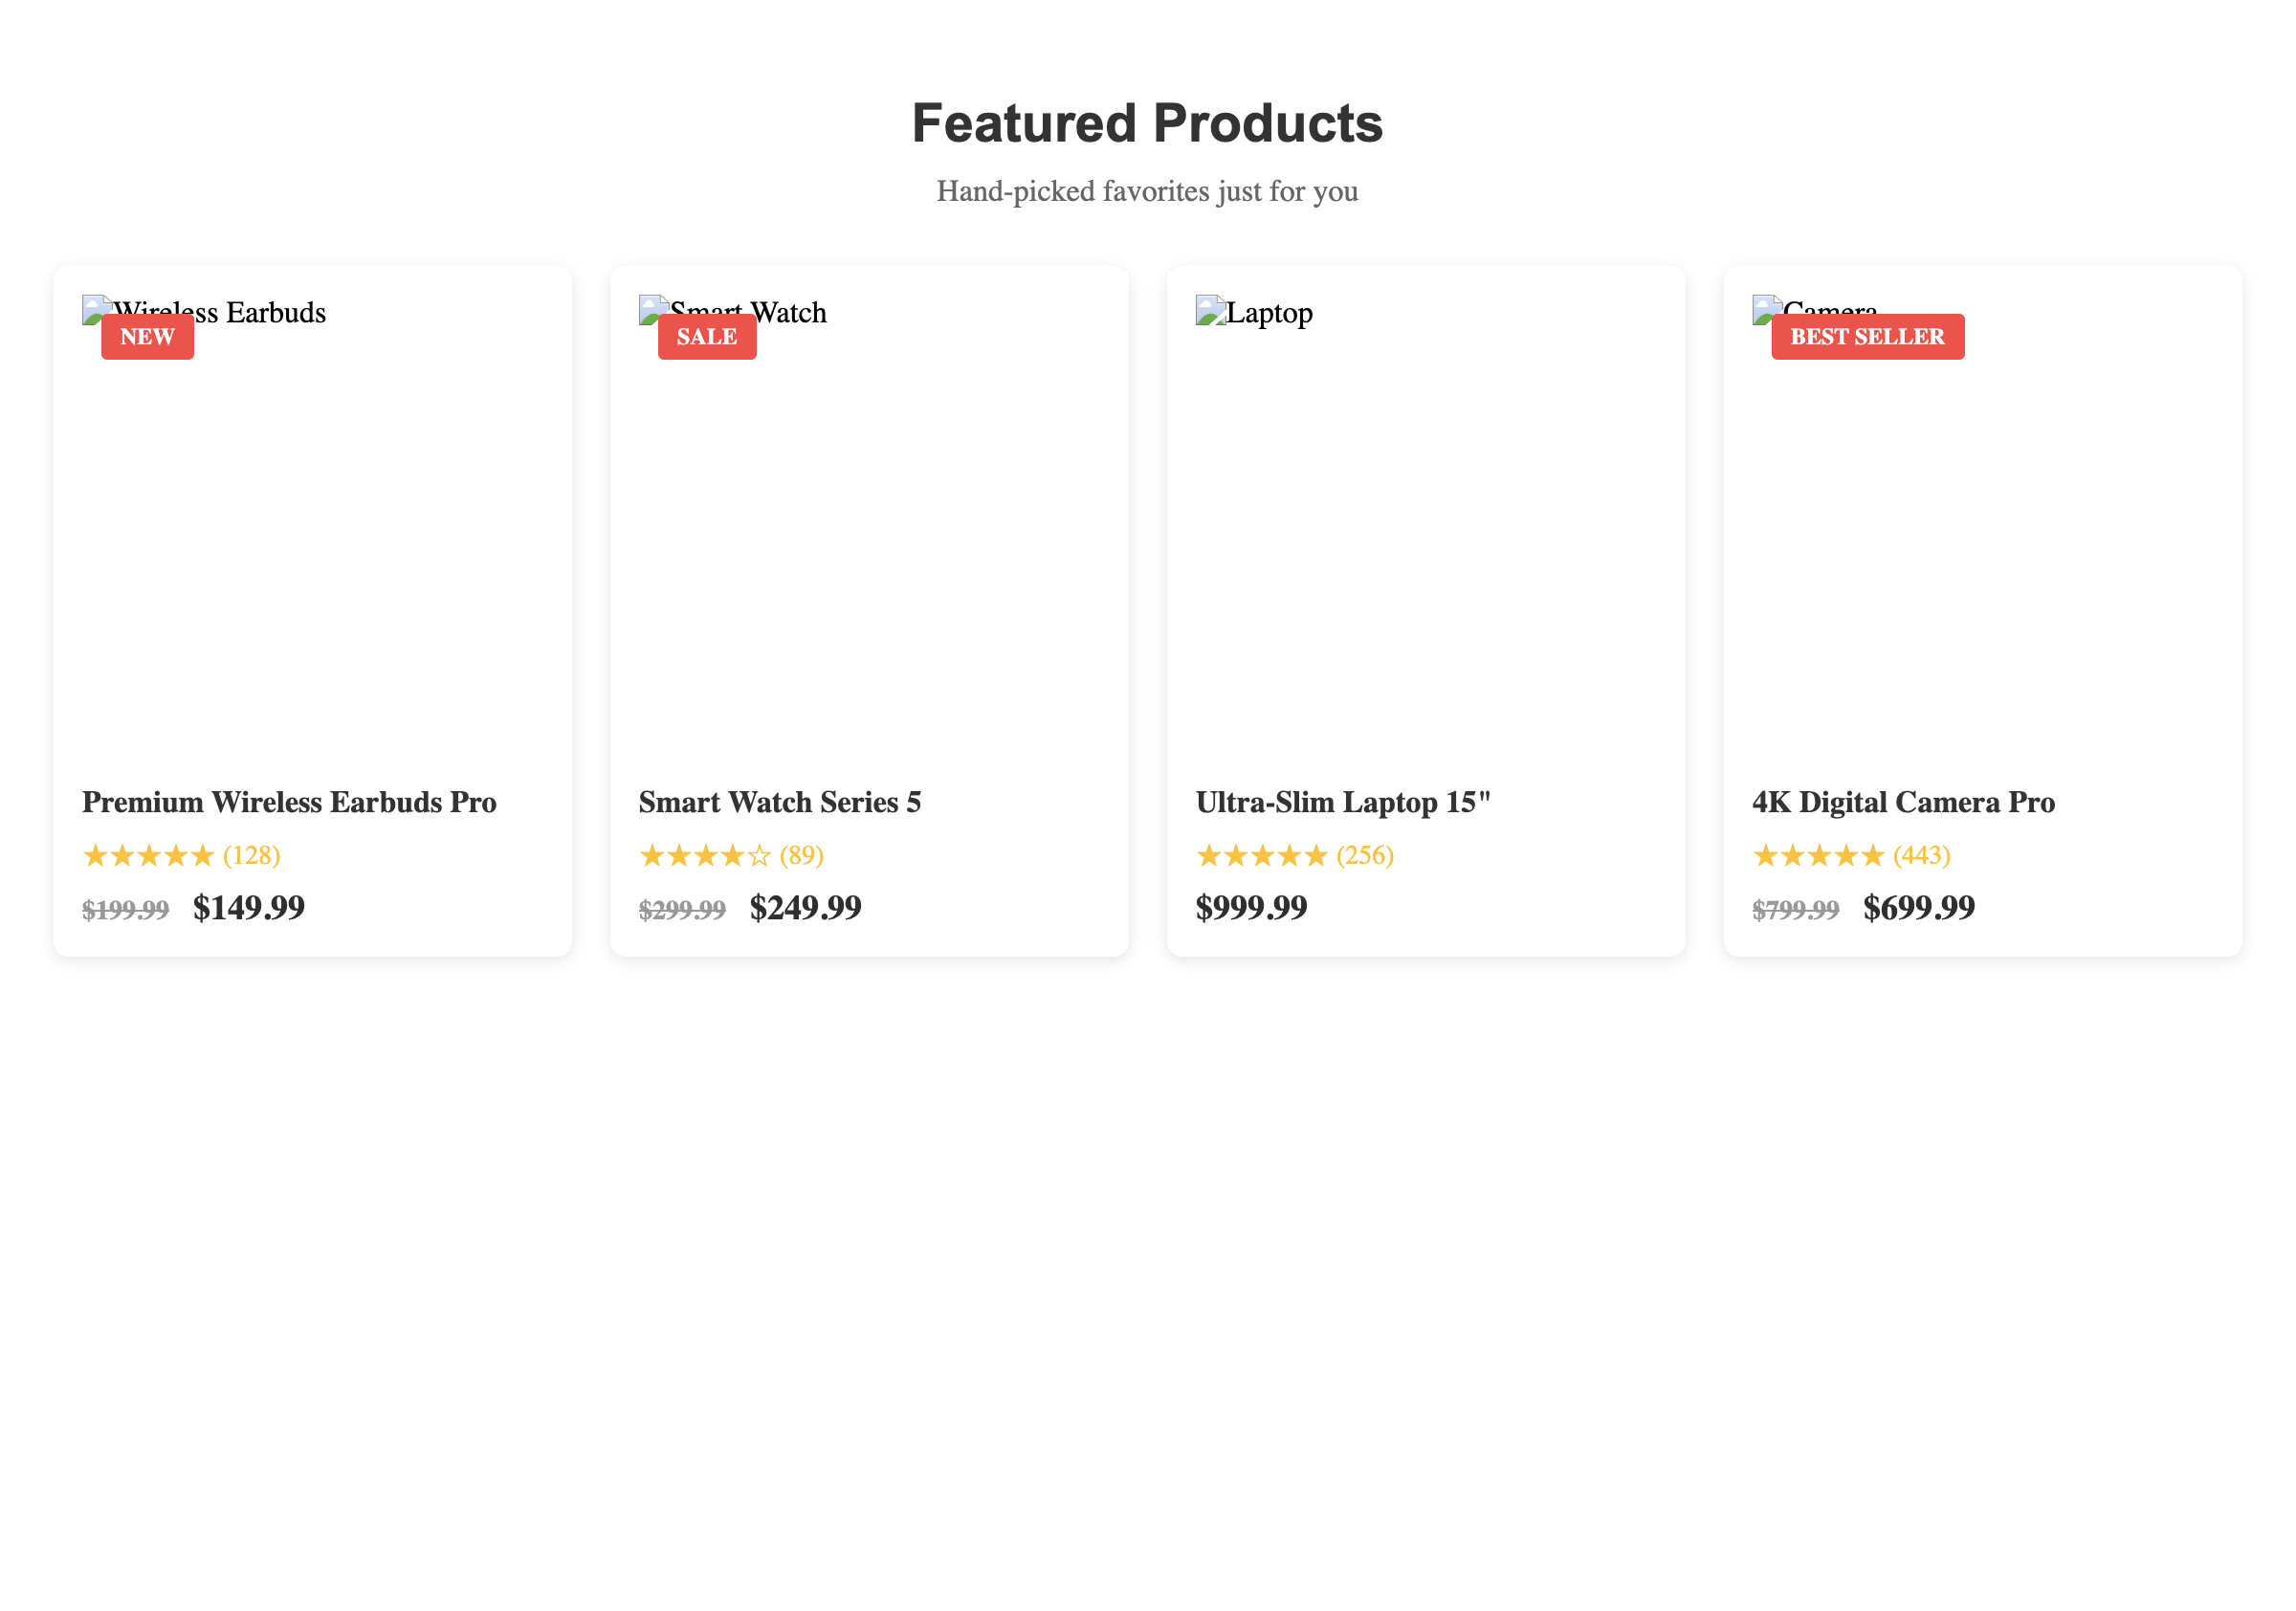 Featured Products
Hand-picked favorites just for you
Wireless Earbuds
NEW
Premium Wireless Earbuds Pro
★★★★★ (128)
$199.99 $149.99
Smart Watch
SALE
Smart Watch Series 5
★★★★☆ (89)
$299.99 $249.99
Laptop
Ultra-Slim Laptop 15"
★★★★★ (256)
$999.99
Camera
BEST SELLER
4K Digital Camera Pro
★★★★★ (443)
$799.99 $699.99